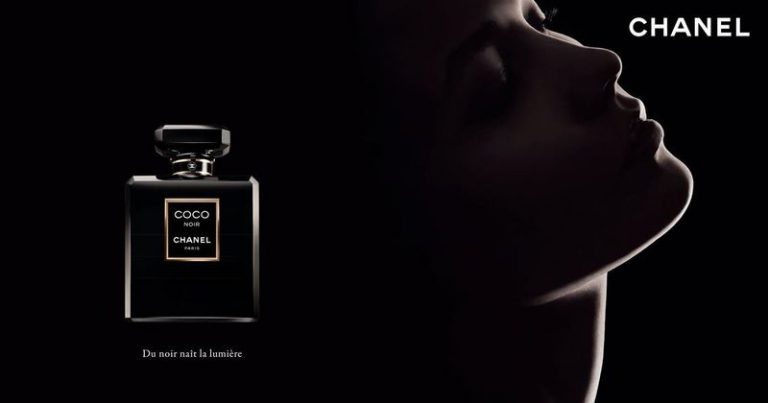 CHANEL
COCO
NOIR
CHANEL
PARIS
Du noir naît la lumière